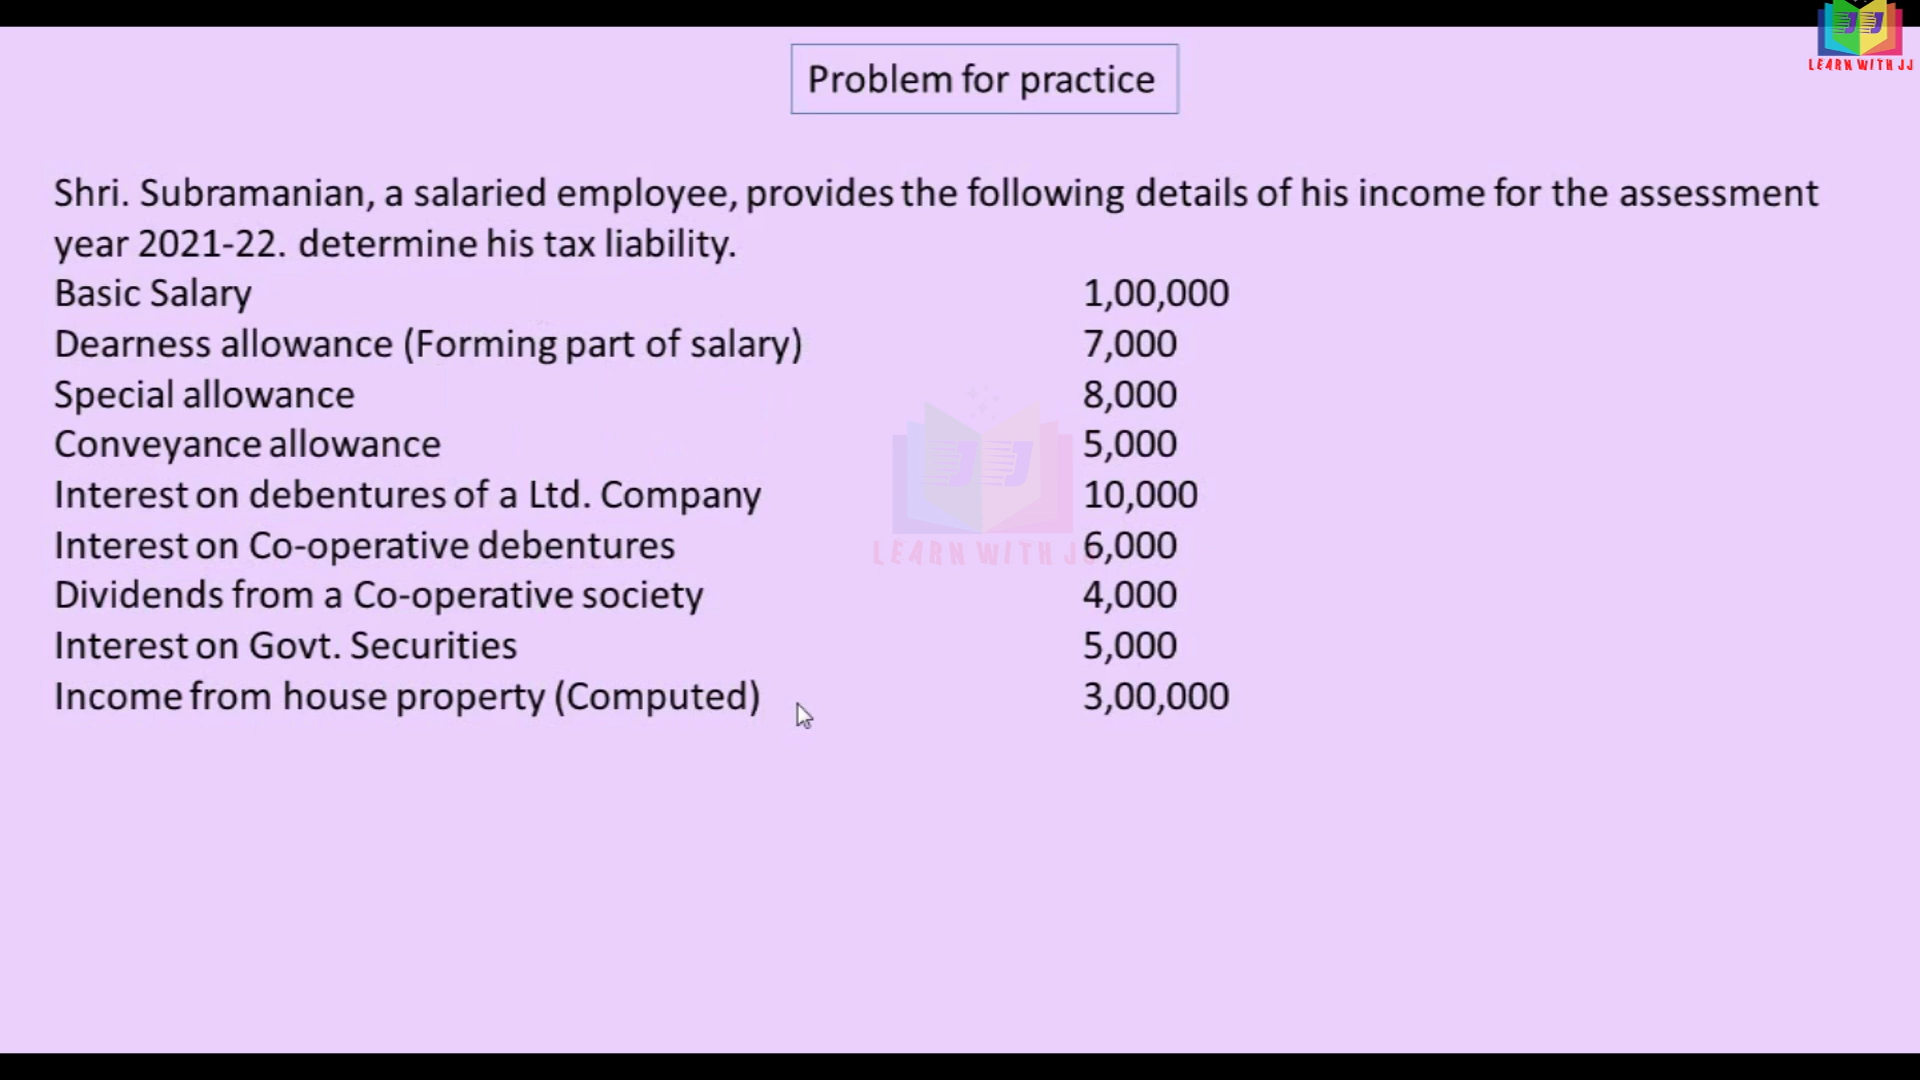 LEARN WITH JJ
Problem for practice
Shri. Subramanian, a salaried employee, provides the following details of his income for the assessment
year 2021-22. determine his tax liability.
Basic Salary 1,00,000
Dearness allowance (Forming part of salary) 7,000
Special allowance 8,000
Conveyance allowance 5,000
Interest on debentures of a Ltd. Company 10,000
Interest on Co-operative debentures 6,000
Dividends from a Co-operative society 4,000
Interest on Govt. Securities 5,000
Income from house property (Computed) 3,00,000
LEARN WITH JJ